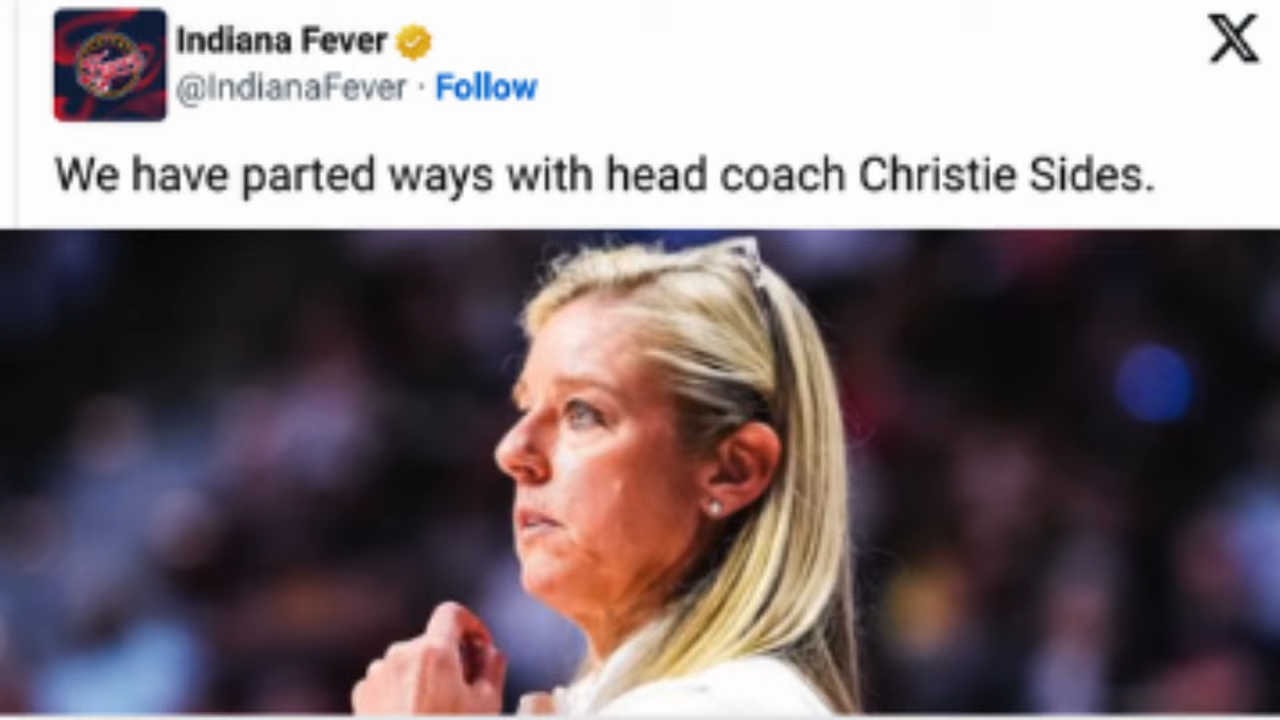 Indiana Fever
@IndianaFever · Follow
We have parted ways with head coach Christie Sides.